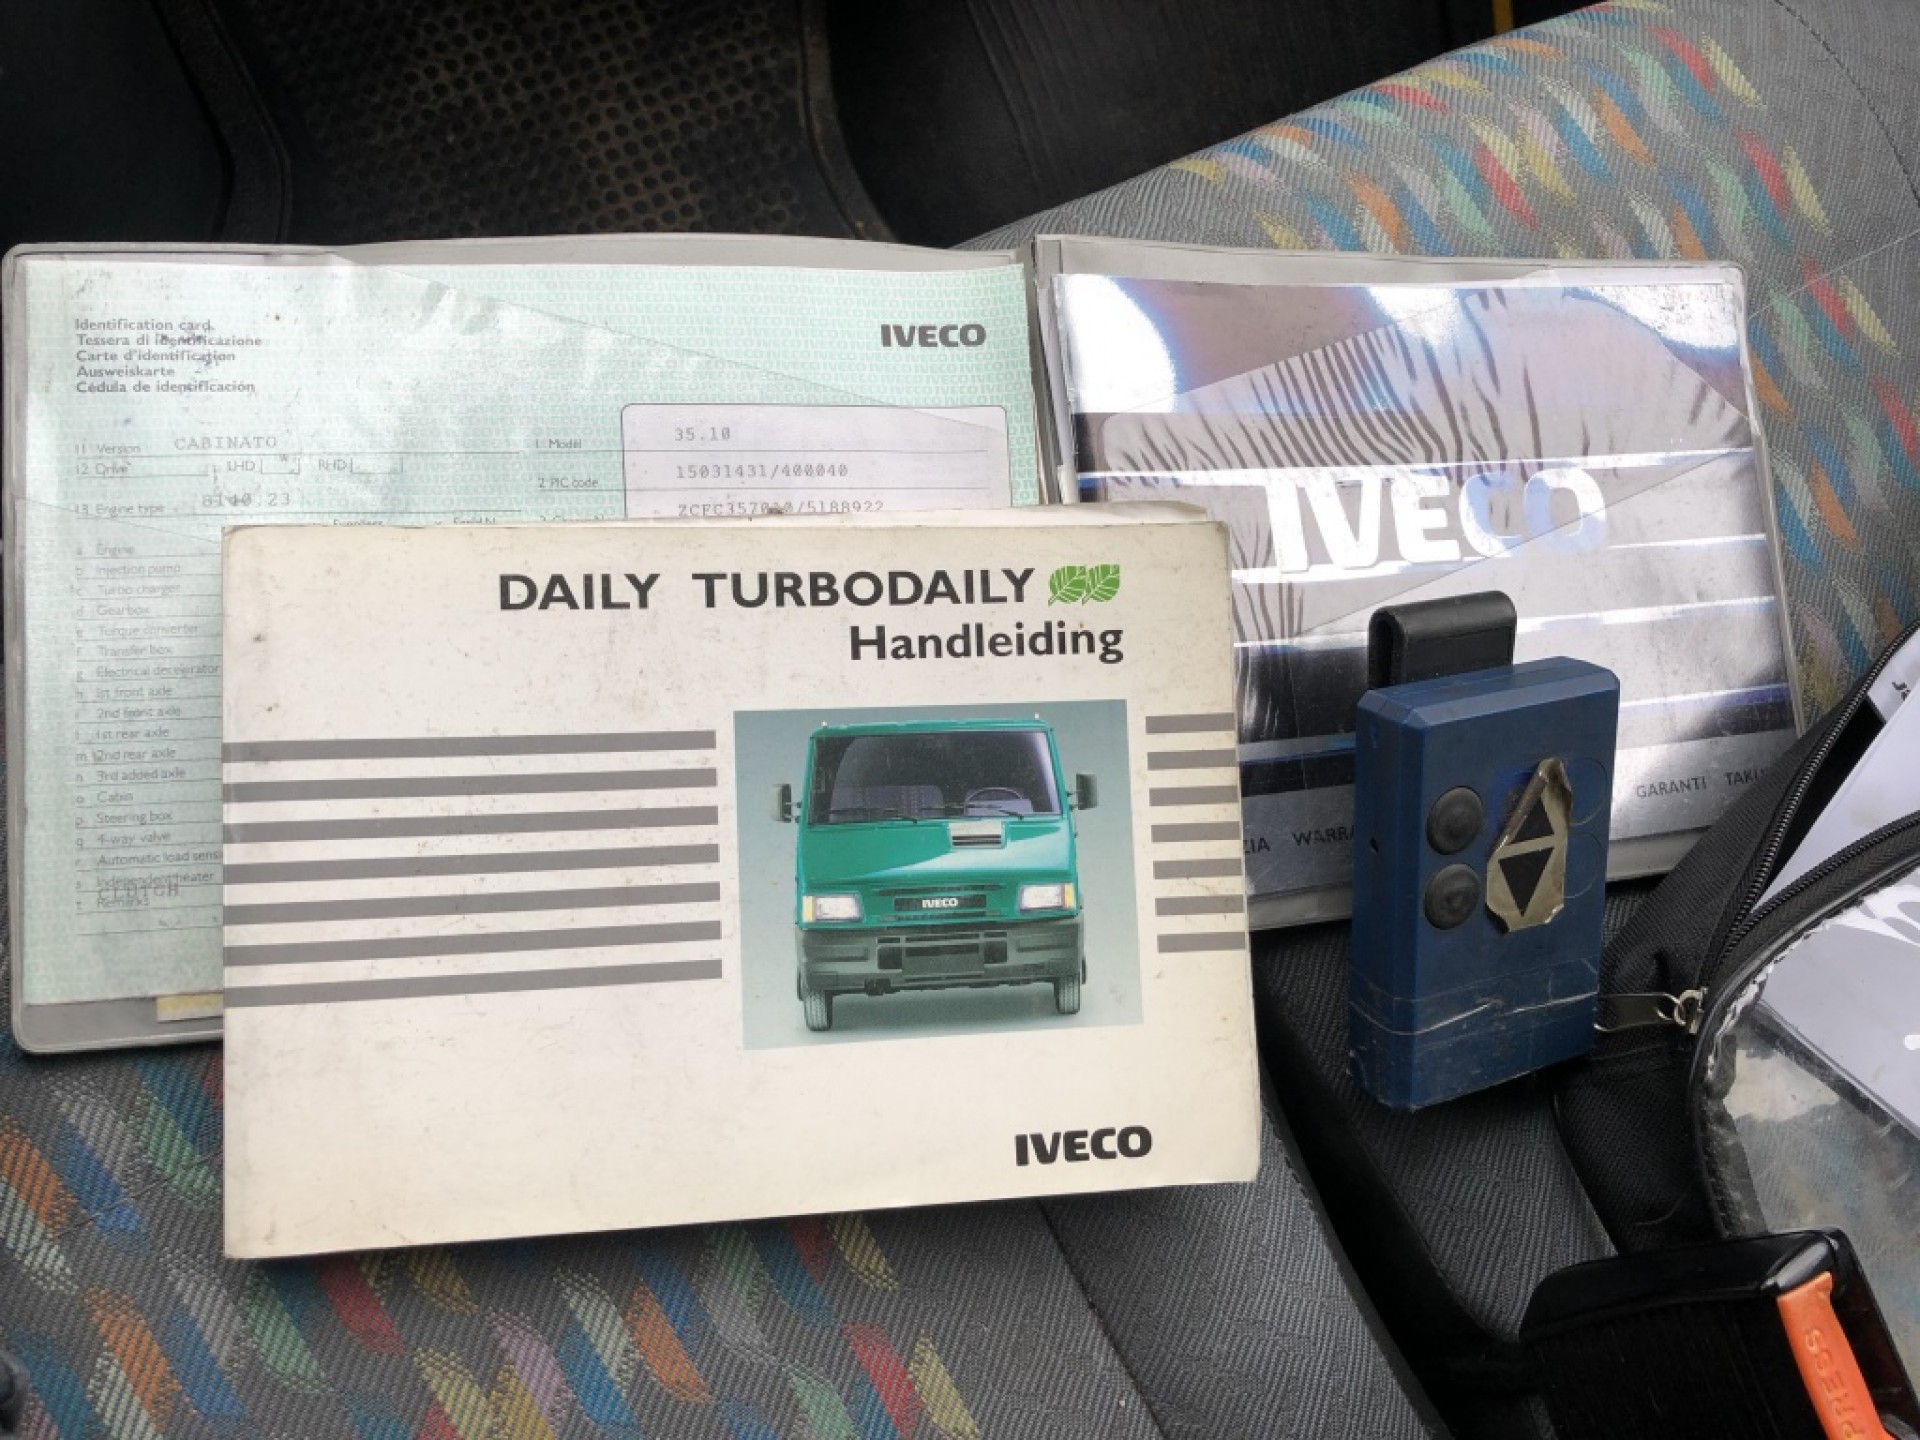 Identification card
Tessera di identificazione
Carte d'identification
Ausweiskarte
Cédula de identificación
IVECO
11 Version CABINATO
12 Drive LHD RHD
13 Engine type 8140.23
1 Model 35.10
2 PIC code 15031431/400040
a Engine
b Injection pump
c Turbo charger
d Gearbox
e Torque converter
f Transfer box
g Electrical decelerator
h 1st front axle
i 2nd front axle
l 1st rear axle
m 2nd rear axle
n 3rd added axle
o Cabin
p Steering box
q 4-way valve
r Automatic load sensi
s Independent heater
t Remarks
IVECO
ZIA WARRA
GARANTI TAKU
DAILY TURBODAILY
Handleiding
IVECO
IVECO
PRESS